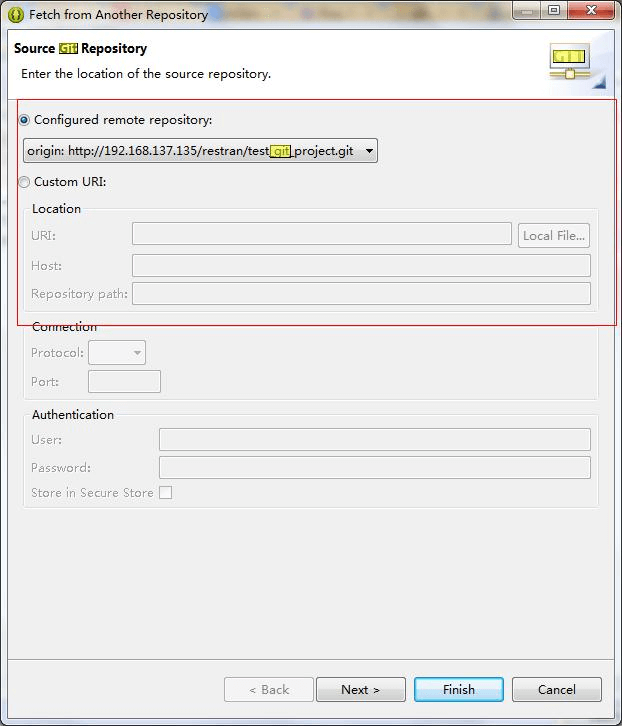 Fetch from Another Repository
Source Git Repository
Enter the location of the source repository.
GIT
Configured remote repository:
origin: http://192.168.137.135/restran/test_git_project.git
Custom URI:
Location
URI:
Local File...
Host:
Repository path:
Connection
Protocol:
Port:
Authentication
User:
Password:
Store in Secure Store
< Back Next > Finish Cancel